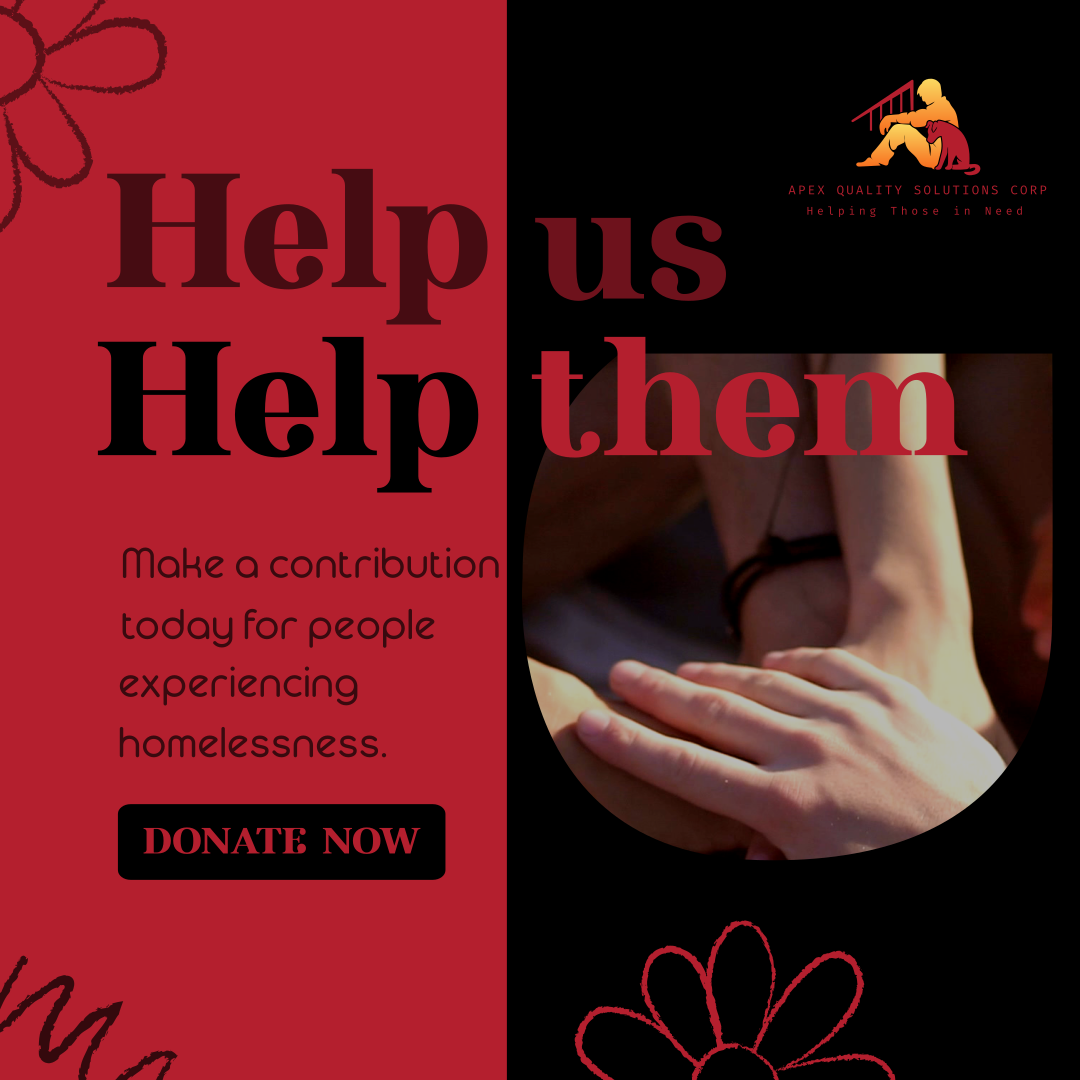 APEX QUALITY SOLUTIONS CORP
Helping Those in Need
Help us
Help them
Make a contribution
today for people
experiencing
homelessness.
DONATE NOW